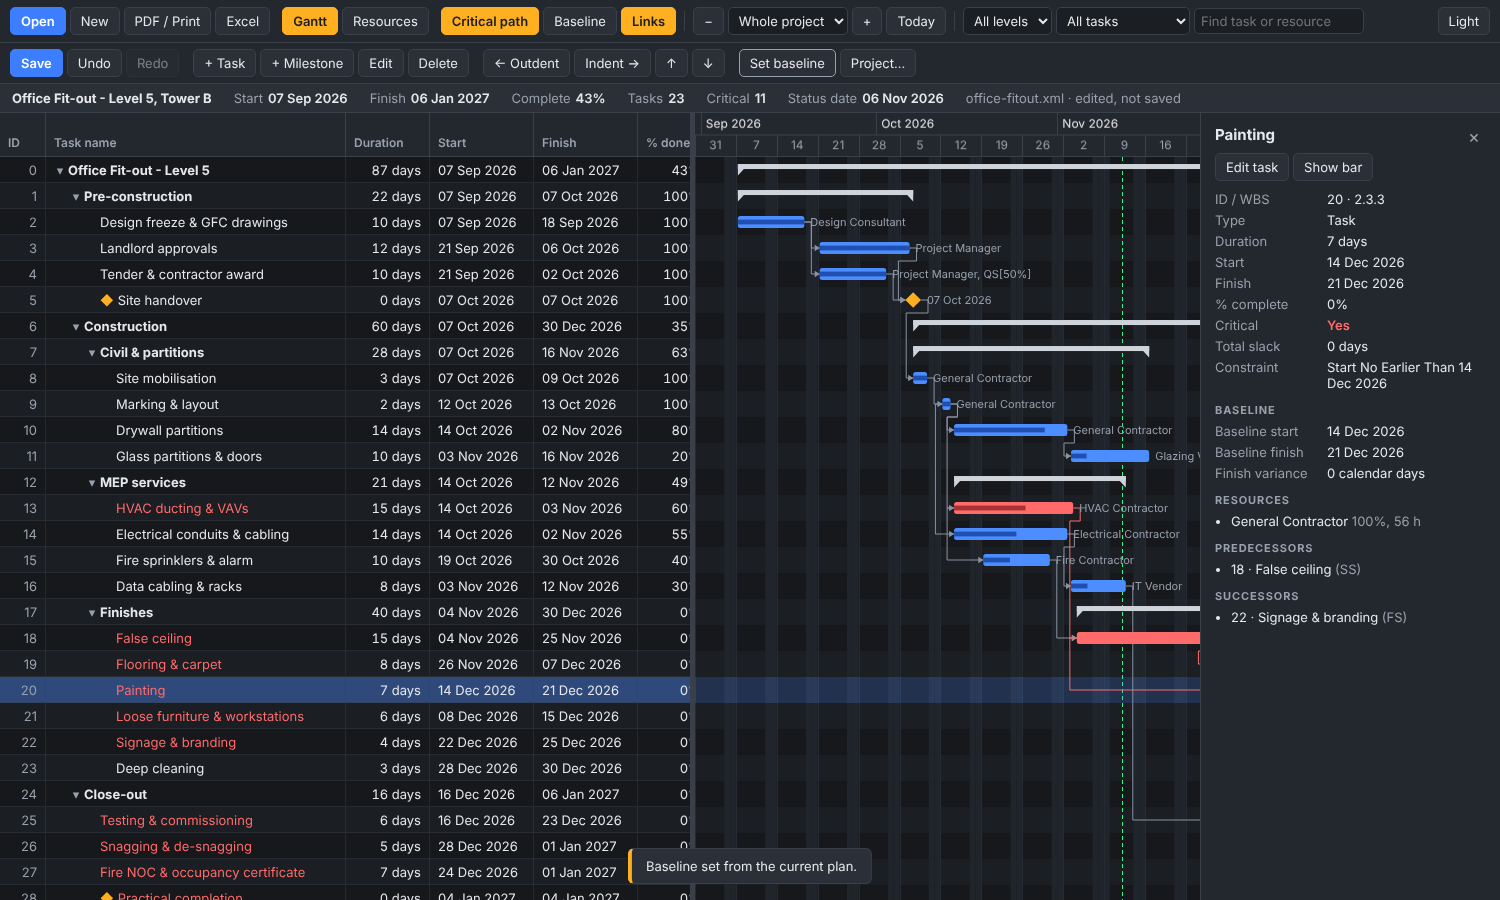 Open New PDF / Print Excel Gantt Resources Critical path Baseline Links − Whole project + Today All levels All tasks Find task or resource Light
Save Undo Redo + Task + Milestone Edit Delete ← Outdent Indent → ↑ ↓ Set baseline Project...
Office Fit-out - Level 5, Tower B Start 07 Sep 2026 Finish 06 Jan 2027 Complete 43% Tasks 23 Critical 11 Status date 06 Nov 2026 office-fitout.xml · edited, not saved
ID Task name Duration Start Finish % done
Sep 2026 Oct 2026 Nov 2026
31 7 14 21 28 5 12 19 26 2 9 16
0 ▾ Office Fit-out - Level 5 87 days 07 Sep 2026 06 Jan 2027 43
1 ▾ Pre-construction 22 days 07 Sep 2026 07 Oct 2026 100
2 Design freeze & GFC drawings 10 days 07 Sep 2026 18 Sep 2026 100 Design Consultant
3 Landlord approvals 12 days 21 Sep 2026 06 Oct 2026 100 Project Manager
4 Tender & contractor award 10 days 21 Sep 2026 02 Oct 2026 100 Project Manager, QS[50%]
5 Site handover 0 days 07 Oct 2026 07 Oct 2026 100 07 Oct 2026
6 ▾ Construction 60 days 07 Oct 2026 30 Dec 2026 35
7 ▾ Civil & partitions 28 days 07 Oct 2026 16 Nov 2026 63
8 Site mobilisation 3 days 07 Oct 2026 09 Oct 2026 100 General Contractor
9 Marking & layout 2 days 12 Oct 2026 13 Oct 2026 100 General Contractor
10 Drywall partitions 14 days 14 Oct 2026 02 Nov 2026 80 General Contractor
11 Glass partitions & doors 10 days 03 Nov 2026 16 Nov 2026 20 Glazing
12 ▾ MEP services 21 days 14 Oct 2026 12 Nov 2026 49
13 HVAC ducting & VAVs 15 days 14 Oct 2026 03 Nov 2026 60 HVAC Contractor
14 Electrical conduits & cabling 14 days 14 Oct 2026 02 Nov 2026 55 Electrical Contractor
15 Fire sprinklers & alarm 10 days 19 Oct 2026 30 Oct 2026 40 Fire Contractor
16 Data cabling & racks 8 days 03 Nov 2026 12 Nov 2026 30 IT Vendor
17 ▾ Finishes 40 days 04 Nov 2026 30 Dec 2026 0
18 False ceiling 15 days 04 Nov 2026 25 Nov 2026 0
19 Flooring & carpet 8 days 26 Nov 2026 07 Dec 2026 0
20 Painting 7 days 14 Dec 2026 21 Dec 2026 0
21 Loose furniture & workstations 6 days 08 Dec 2026 15 Dec 2026 0
22 Signage & branding 4 days 22 Dec 2026 25 Dec 2026 0
23 Deep cleaning 3 days 28 Dec 2026 30 Dec 2026 0
24 ▾ Close-out 16 days 16 Dec 2026 06 Jan 2027 0
25 Testing & commissioning 6 days 16 Dec 2026 23 Dec 2026 0
26 Snagging & de-snagging 5 days 28 Dec 2026 01 Jan 2027 0
27 Fire NOC & occupancy certificate 7 days 24 Dec 2026 01 Jan 2027
28 Practical completion 0 days 04 Jan 2027 04 Jan 2027 0
Baseline set from the current plan.
Painting ×
Edit task Show bar
ID / WBS 20 · 2.3.3
Type Task
Duration 7 days
Start 14 Dec 2026
Finish 21 Dec 2026
% complete 0%
Critical Yes
Total slack 0 days
Constraint Start No Earlier Than 14
Dec 2026
BASELINE
Baseline start 14 Dec 2026
Baseline finish 21 Dec 2026
Finish variance 0 calendar days
RESOURCES
• General Contractor 100%, 56 h
PREDECESSORS
• 18 · False ceiling (SS)
SUCCESSORS
• 22 · Signage & branding (FS)